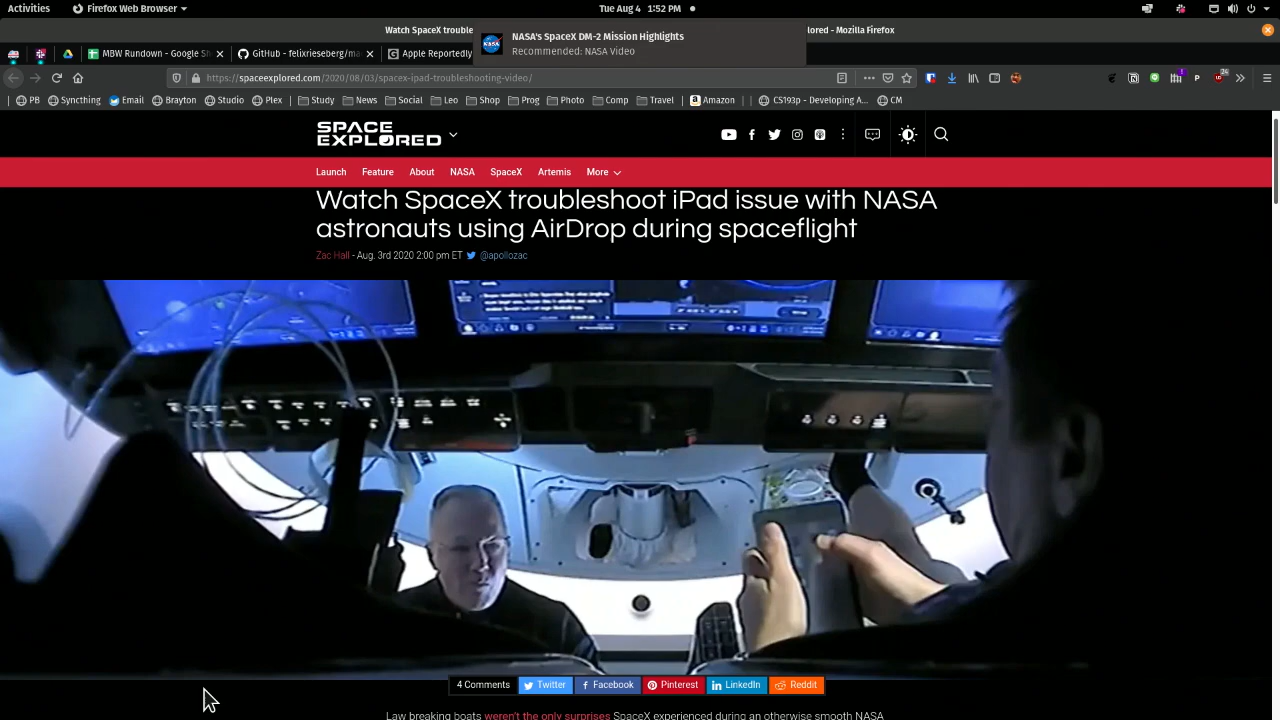 Activities Firefox Web Browser Tue Aug 4 1:52 PM
Watch SpaceX trouble lored - Mozilla Firefox
NASA's SpaceX DM-2 Mission Highlights
Recommended: NASA Video
MBW Rundown - Google Sh GitHub - felixrieseberg/ma Apple Reportedly
https://spaceexplored.com/2020/08/03/spacex-ipad-troubleshooting-video/
PB Syncthing Email Brayton Studio Plex Study News Social Leo Shop Prog Photo Comp Travel Amazon CS193p - Developing A... CM
SPACE
EXPLORED
Launch Feature About NASA SpaceX Artemis More
Watch SpaceX troubleshoot iPad issue with NASA
astronauts using AirDrop during spaceflight
Zac Hall - Aug. 3rd 2020 2:00 pm ET @apollozac
4 Comments Twitter Facebook Pinterest LinkedIn Reddit
Law breaking boats weren't the only surprises SpaceX experienced during an otherwise smooth NASA